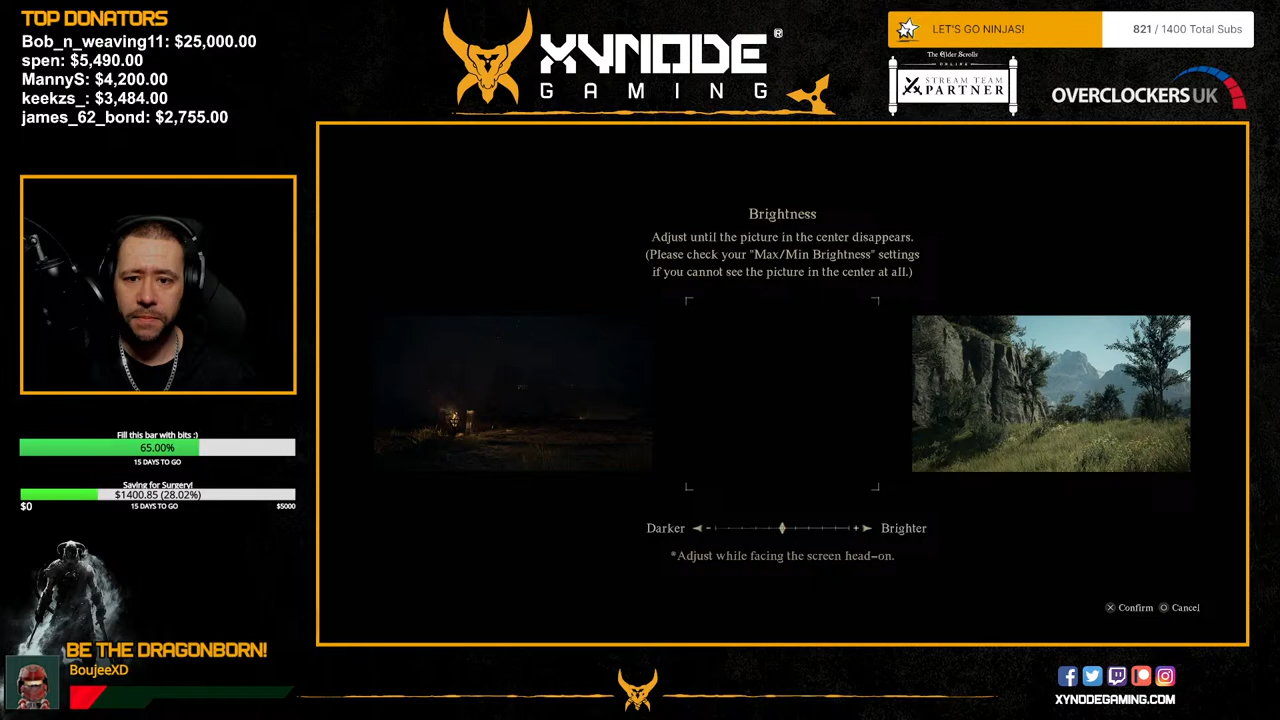 TOP DONATORS
Bob_n_weaving11: $25,000.00
spen: $5,490.00
MannyS: $4,200.00
keekzs_: $3,484.00
james_62_bond: $2,755.00
XYNODE ®
GAMING
LET'S GO NINJAS!
821 / 1400 Total Subs
The Elder Scrolls
ONLINE
STREAM TEAM
PARTNER
OVERCLOCKERS UK
Brightness
Adjust until the picture in the center disappears.
(Please check your "Max/Min Brightness" settings
if you cannot see the picture in the center at all.)
Darker
Brighter
*Adjust while facing the screen head-on.
Confirm
Cancel
Fill this bar with bits :)
65.00%
15 DAYS TO GO
Saving for Surgery!
$1400.85 (28.02%)
$0
15 DAYS TO GO
$5000
BE THE DRAGONBORN!
BoujeeXD
XYNODEGAMING.COM